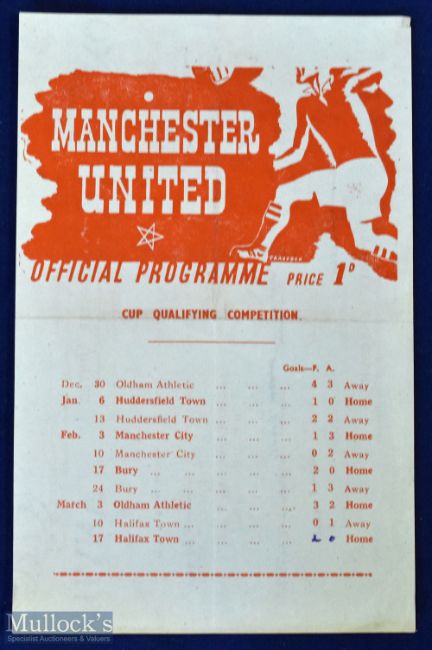 MANCHESTER
UNITED
OFFICIAL PROGRAMME PRICE 1D
CUP QUALIFYING COMPETITION.
Goals—F. A.
Dec. 30 Oldham Athletic ... ... ... 4 3 Away
Jan. 6 Huddersfield Town ... ... ... 1 0 Home
13 Huddersfield Town ... ... ... 2 2 Away
Feb. 3 Manchester City ... ... ... 1 3 Home
10 Manchester City ... ... ... 0 2 Away
17 Bury ... ... ... ... ... 2 0 Home
24 Bury ... ... ... ... ... 1 3 Away
March 3 Oldham Athletic ... ... ... 3 2 Home
10 Halifax Town ... ... ... ... 0 1 Away
17 Halifax Town ... ... ... 2 0 Home
Mullock's
Specialist Auctioneers & Valuers